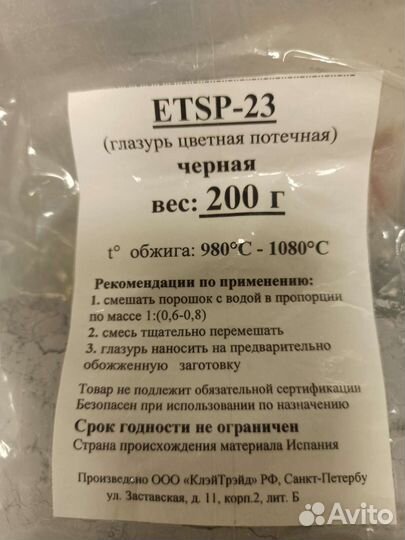 ETSP-23
(глазурь цветная потечная)
черная
вес: 200 г
t° обжига: 980°С - 1080°С
Рекомендации по применению:
1. смешать порошок с водой в пропорции
по массе 1:(0,6-0,8)
2. смесь тщательно перемешать
3. глазурь наносить на предварительно
обожженную заготовку
Товар не подлежит обязательной сертификации
Безопасен при использовании по назначению
Срок годности не ограничен
Страна происхождения материала Испания
Произведено ООО «КлэйТрэйд» РФ, Санкт-Петербу
ул. Заставская, д. 11, корп.2, лит. Б
Avito